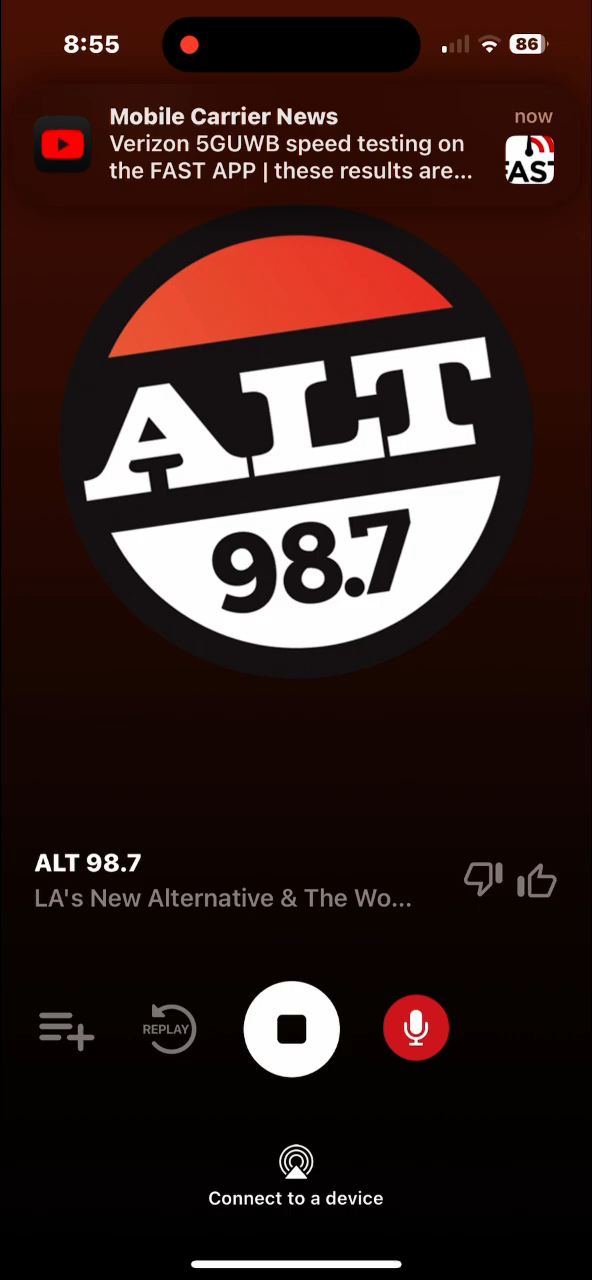 8:55
86
Mobile Carrier News
now
Verizon 5GUWB speed testing on
the FAST APP | these results are...
FAST
ALT
98.7
ALT 98.7
LA's New Alternative & The Wo...
REPLAY
Connect to a device